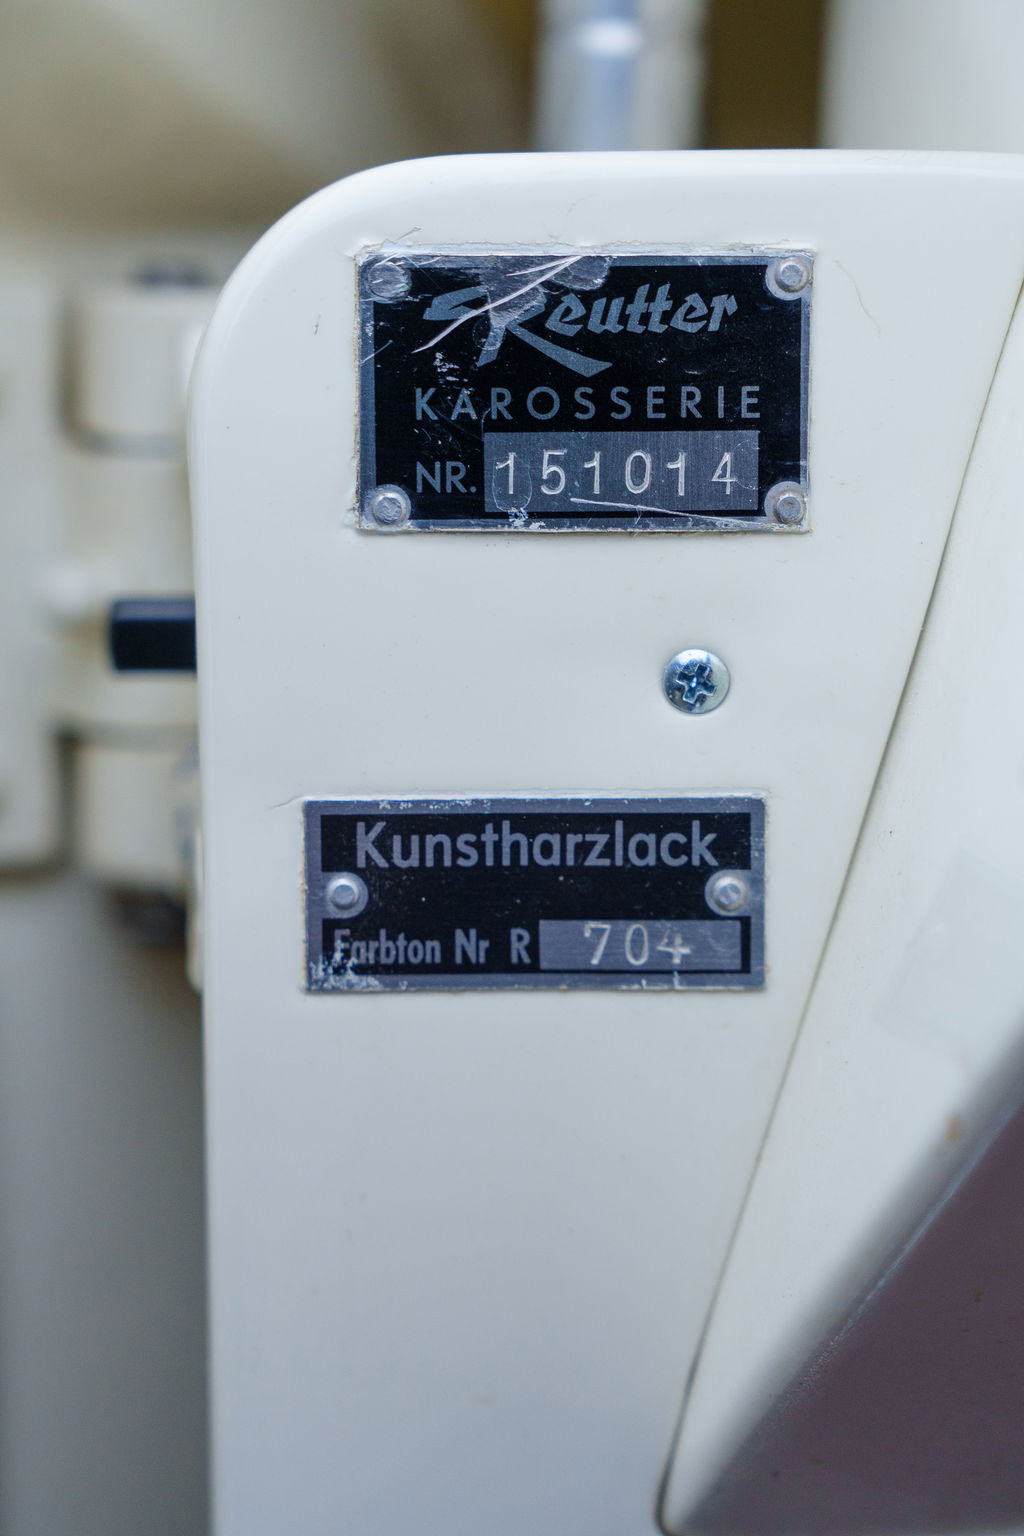 Reutter
KAROSSERIE
NR. 151014
Kunstharzlack
Farbton Nr R 704